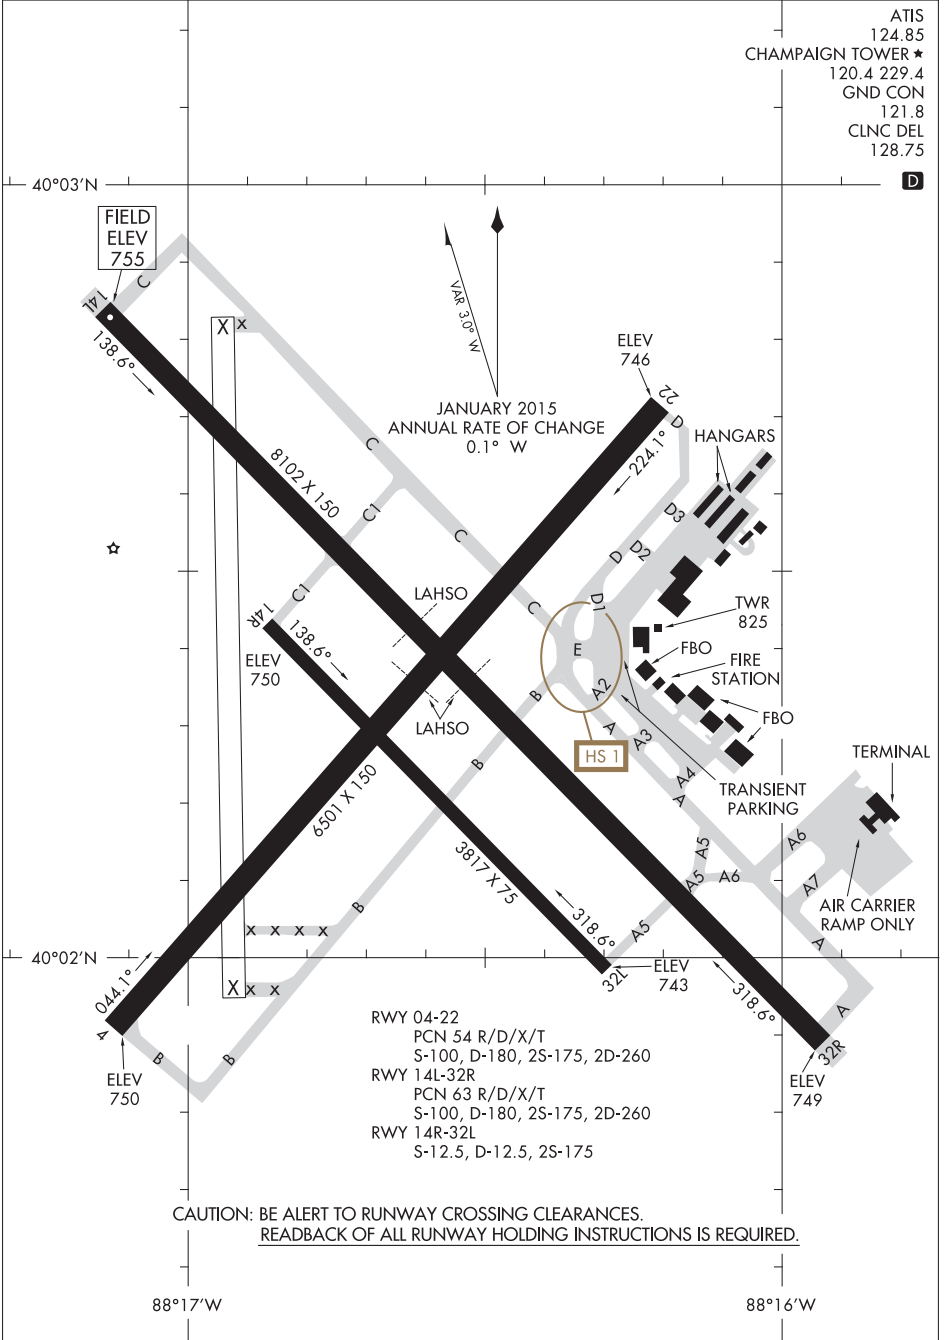 ATIS
124.85
CHAMPAIGN TOWER ★
120.4 229.4
GND CON
121.8
CLNC DEL
128.75
D
40°03'N
FIELD
ELEV
755
C
14L
138.6°
X x
VAR 3.0° W
JANUARY 2015
ANNUAL RATE OF CHANGE
0.1° W
ELEV
746
22
D
224.1°
HANGARS
C
8102 X 150
C1
C
D3
D
D2
C1
LAHSO
C
D1
14R
138.6°
ELEV
750
TWR
825
E
FBO
FIRE
STATION
B
A2
FBO
LAHSO
A
A3
HS 1
TERMINAL
B
A4
A
TRANSIENT
PARKING
6501 X 150
3817 X 75
A5
A6
A5
A6
A7
B
318.6°
A5
AIR CARRIER
RAMP ONLY
x x x x
A
40°02'N
044.1°
32L
ELEV
743
318.6°
X x x
4
A
RWY 04-22
PCN 54 R/D/X/T
S-100, D-180, 2S-175, 2D-260
RWY 14L-32R
PCN 63 R/D/X/T
S-100, D-180, 2S-175, 2D-260
RWY 14R-32L
S-12.5, D-12.5, 2S-175
B
B
ELEV
750
32R
ELEV
749
CAUTION: BE ALERT TO RUNWAY CROSSING CLEARANCES.
READBACK OF ALL RUNWAY HOLDING INSTRUCTIONS IS REQUIRED.
88°17'W
88°16'W